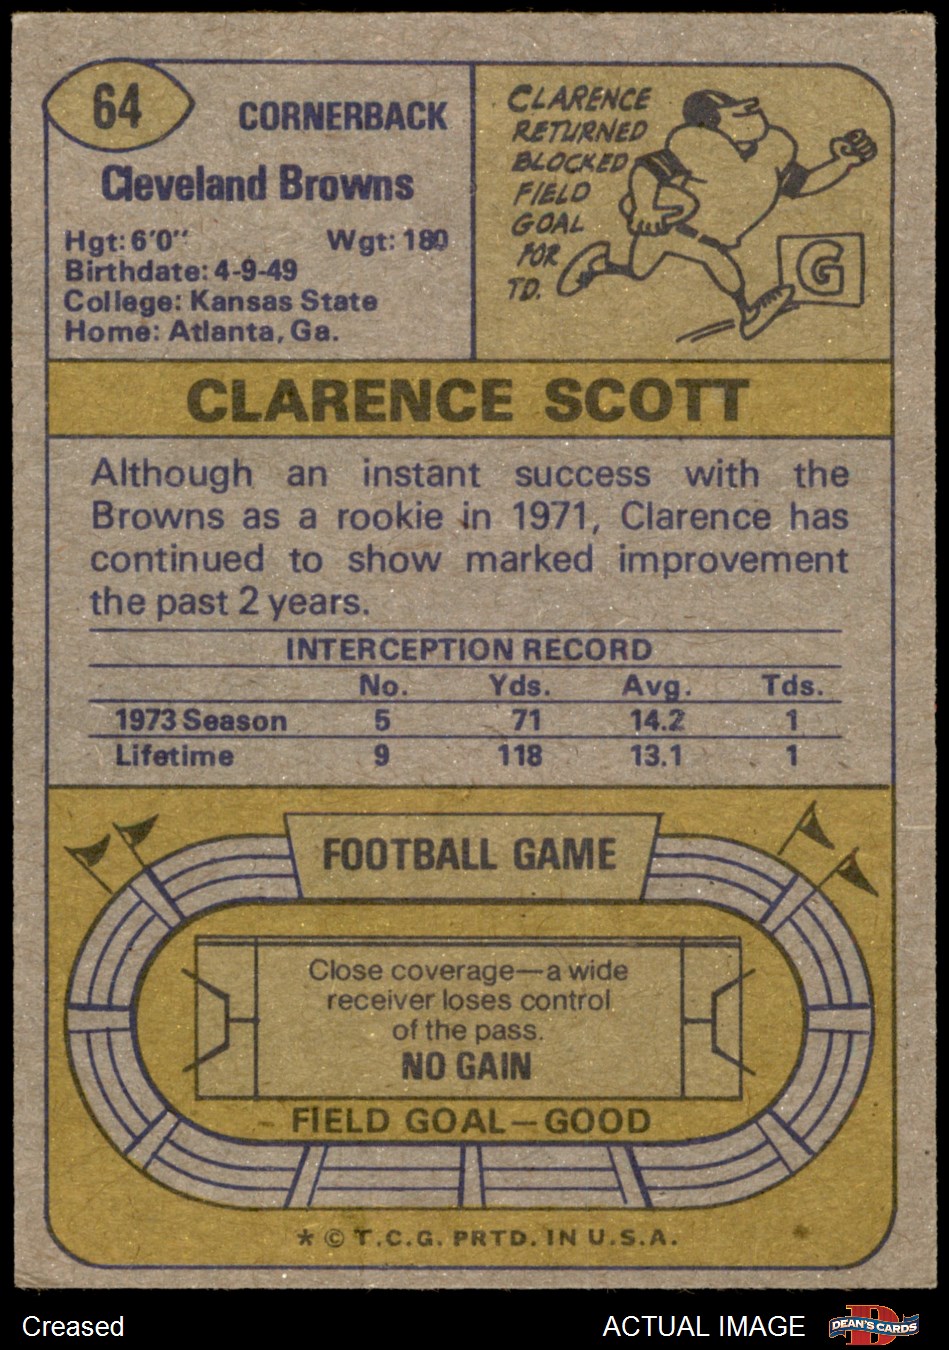 64
CORNERBACK
Cleveland Browns
Hgt: 6'0" Wgt: 180
Birthdate: 4-9-49
College: Kansas State
Home: Atlanta, Ga.
CLARENCE
RETURNED
BLOCKED
FIELD
GOAL
FOR
TD.
G
CLARENCE SCOTT
Although an instant success with the
Browns as a rookie in 1971, Clarence has
continued to show marked improvement
the past 2 years.
INTERCEPTION RECORD
No. Yds. Avg. Tds.
1973 Season 5 71 14.2 1
Lifetime 9 118 13.1 1
FOOTBALL GAME
Close coverage—a wide
receiver loses control
of the pass.
NO GAIN
FIELD GOAL—GOOD
* © T.C.G. PRTD. IN U.S.A.
Creased
ACTUAL IMAGE
D
DEAN'S CARDS